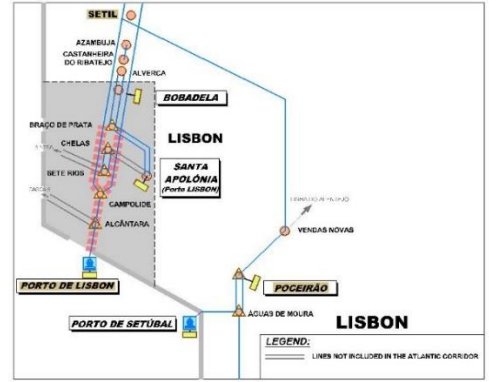 SETIL
AZAMBUJA
CASTANHEIRA
DO RIBATEJO
ALVERCA
BOBADELA
BRAÇO DE PRATA
LISBON
CHELAS
SANTA
APOLÓNIA
(Porto LISBON)
SETE RIOS
CAMPOLIDE
ALCÂNTARA
VENDAS NOVAS
PORTO DE LISBON
POCEIRÃO
PORTO DE SETÚBAL
AGUAS DE MOURA
LISBON
LEGEND:
LINES NOT INCLUDED IN THE ATLANTIC CORRIDOR